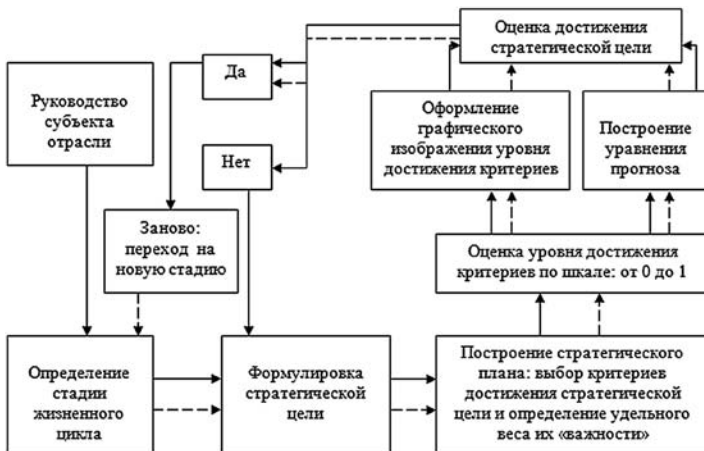 Оценка достижения
стратегической цели
Да
Руководство
субъекта
отрасли
Оформление
графического
изображения уровня
достижения критериев
Построение
уравнения
прогноза
Нет
Заново:
переход на
новую стадию
Оценка уровня достижения
критериев по шкале: от 0 до 1
Определение
стадии
жизненного
цикла
Формулировка
стратегической
цели
Построение стратегического
плана: выбор критериев
достижения стратегической
цели и определение удельного
веса их «важности»